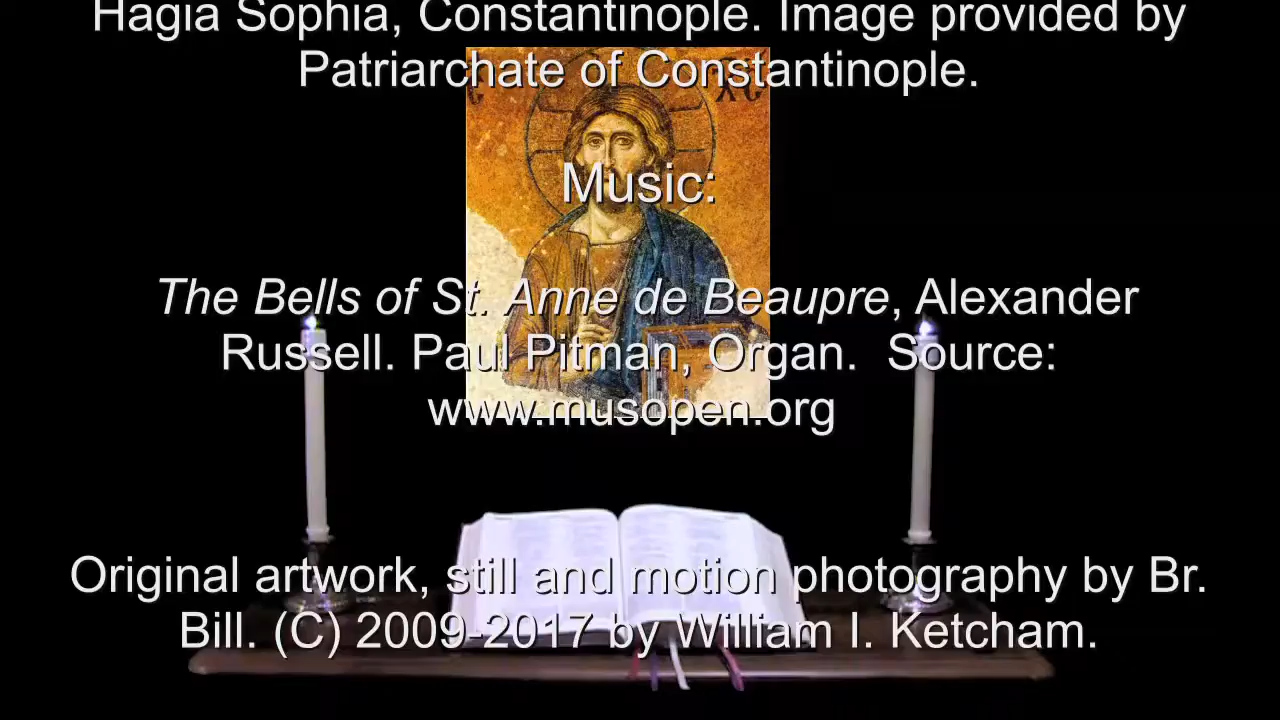 Hagia Sophia, Constantinople. Image provided by
Patriarchate of Constantinople.
Music:
The Bells of St. Anne de Beaupre, Alexander
Russell. Paul Pitman, Organ.  Source:
www.musopen.org
Original artwork, still and motion photography by Br.
Bill. (C) 2009-2017 by William I. Ketcham.